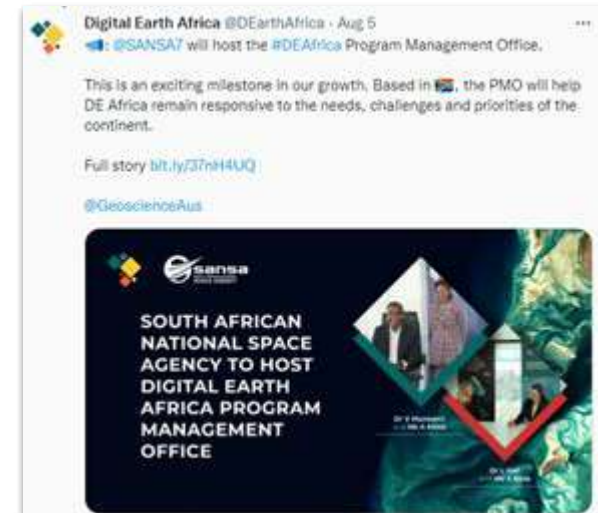 Digital Earth Africa @DEarthAfrica · Aug 5
: @SANSA7 will host the #DEAfrica Program Management Office.
This is an exciting milestone in our growth. Based in , the PMO will help
DE Africa remain responsive to the needs, challenges and priorities of the
continent.
Full story bit.ly/37nH4UQ
@GeoscienceAus
sansa
SOUTH AFRICAN
NATIONAL SPACE
AGENCY TO HOST
DIGITAL EARTH
AFRICA PROGRAM
MANAGEMENT
OFFICE